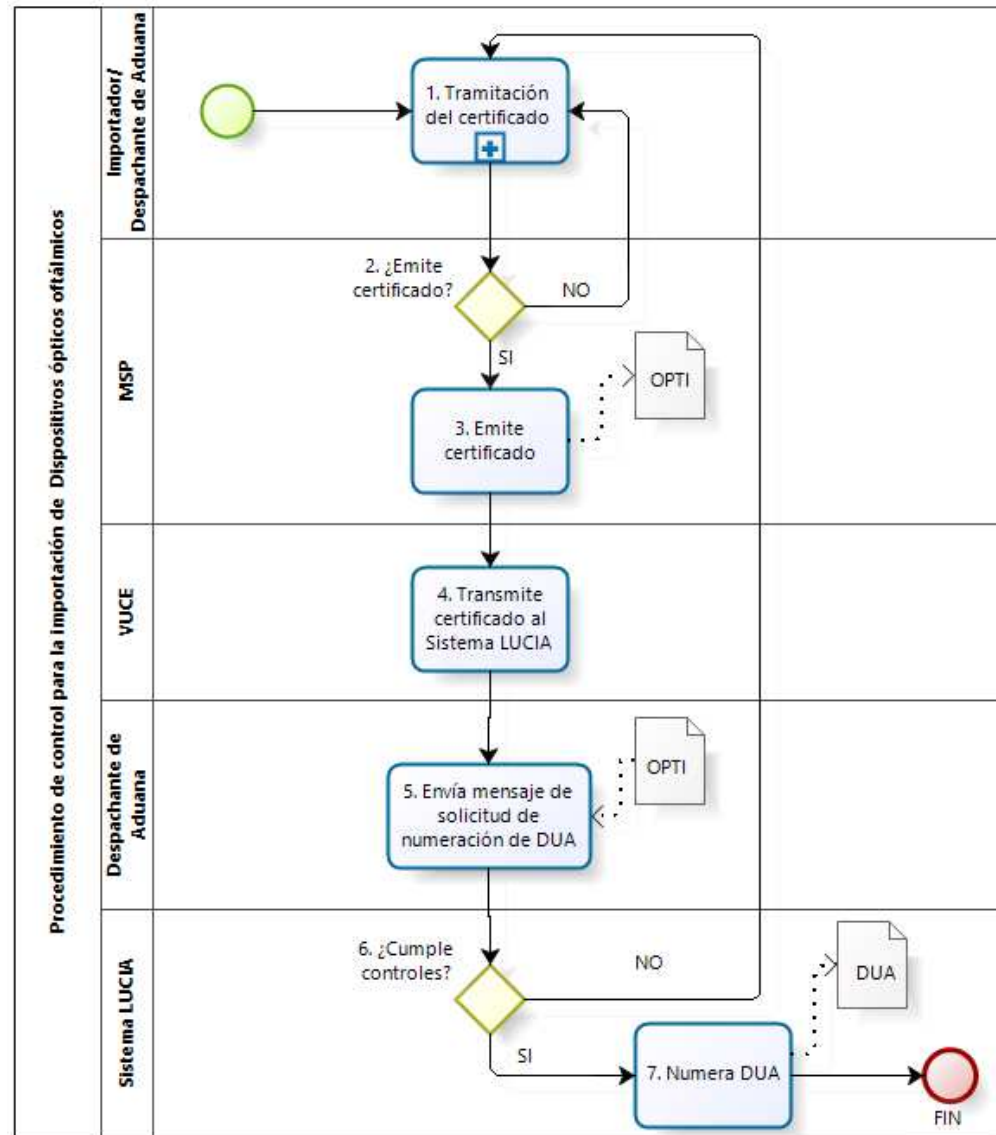 Procedimiento de control para la importación de Dispositivos ópticos oftálmicos
Importador/
Despachante de Aduana
1. Tramitación
del certificado
MSP
2. ¿Emite
certificado?
NO
SI
OPTI
3. Emite
certificado
VUCE
4. Transmite
certificado al
Sistema LUCIA
Despachante de
Aduana
5. Envía mensaje de
solicitud de
numeración de DUA
OPTI
Sistema LUCIA
6. ¿Cumple
controles?
NO
DUA
SI
7. Numera DUA
FIN